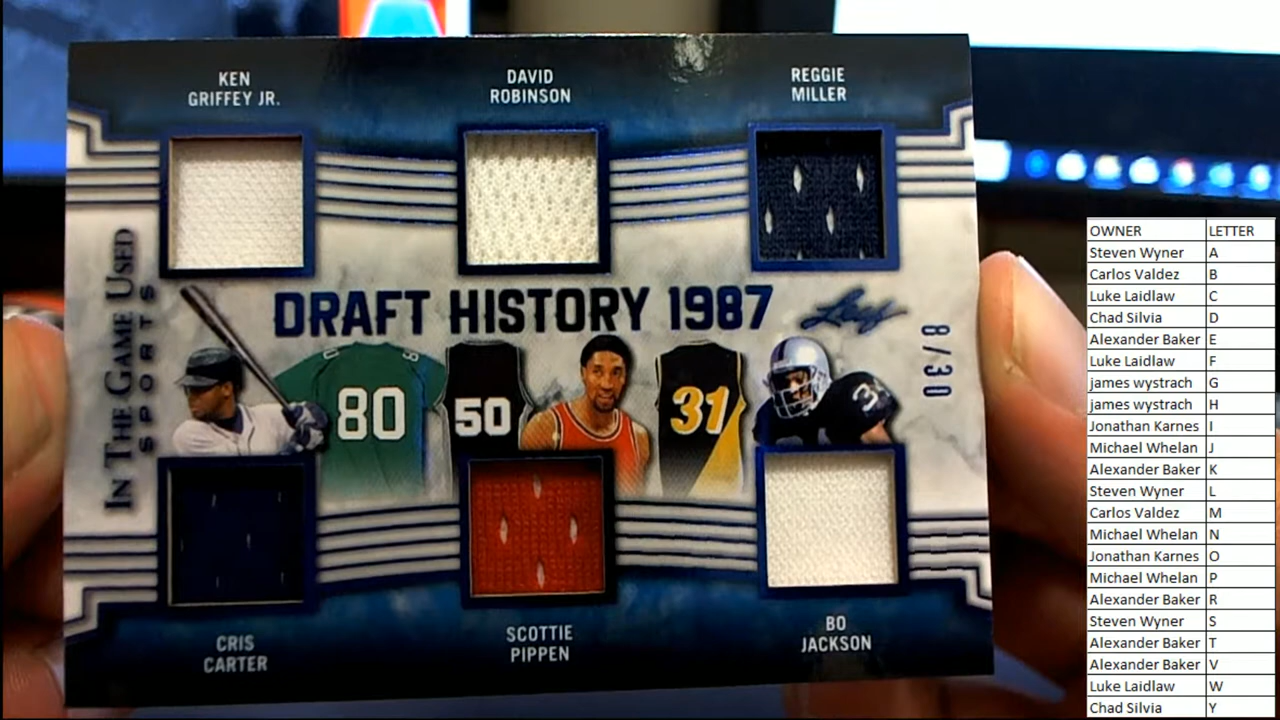 KEN
GRIFFEY JR.
DAVID
ROBINSON
REGGIE
MILLER
IN THE GAME USED
SPORTS
DRAFT HISTORY 1987
Leaf
8/30
80
50
31
34
CRIS
CARTER
SCOTTIE
PIPPEN
BO
JACKSON
OWNER LETTER
Steven Wyner A
Carlos Valdez B
Luke Laidlaw C
Chad Silvia D
Alexander Baker E
Luke Laidlaw F
james wystrach G
james wystrach H
Jonathan Karnes I
Michael Whelan J
Alexander Baker K
Steven Wyner L
Carlos Valdez M
Michael Whelan N
Jonathan Karnes O
Michael Whelan P
Alexander Baker R
Steven Wyner S
Alexander Baker T
Alexander Baker V
Luke Laidlaw W
Chad Silvia Y